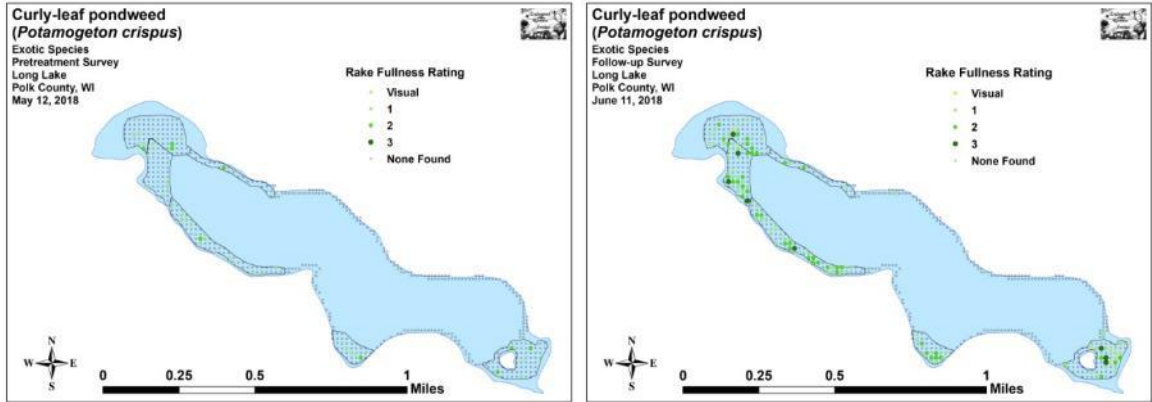 Curly-leaf pondweed
(Potamogeton crispus)
Exotic Species
Pretreatment Survey
Long Lake
Polk County, WI
May 12, 2018
Rake Fullness Rating
Visual
1
2
3
None Found
N
W E
S
0 0.25 0.5 1
Miles
Curly-leaf pondweed
(Potamogeton crispus)
Exotic Species
Follow-up Survey
Long Lake
Polk County, WI
June 11, 2018
Rake Fullness Rating
Visual
1
2
3
None Found
N
W E
S
0 0.25 0.5 1
Miles